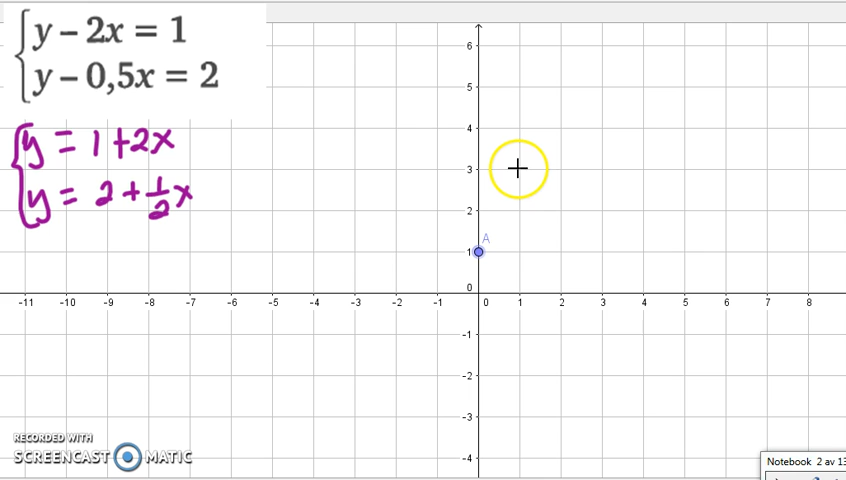 y – 2x = 1
y – 0,5x = 2
y = 1 + 2x
y = 2 + ½x
6
5
4
3
2
A
1
0
-11 -10 -9 -8 -7 -6 -5 -4 -3 -2 -1 0 1 2 3 4 5 6 7 8
-1
-2
-3
-4
RECORDED WITH
SCREENCAST MATIC
Notebook 2 av 13